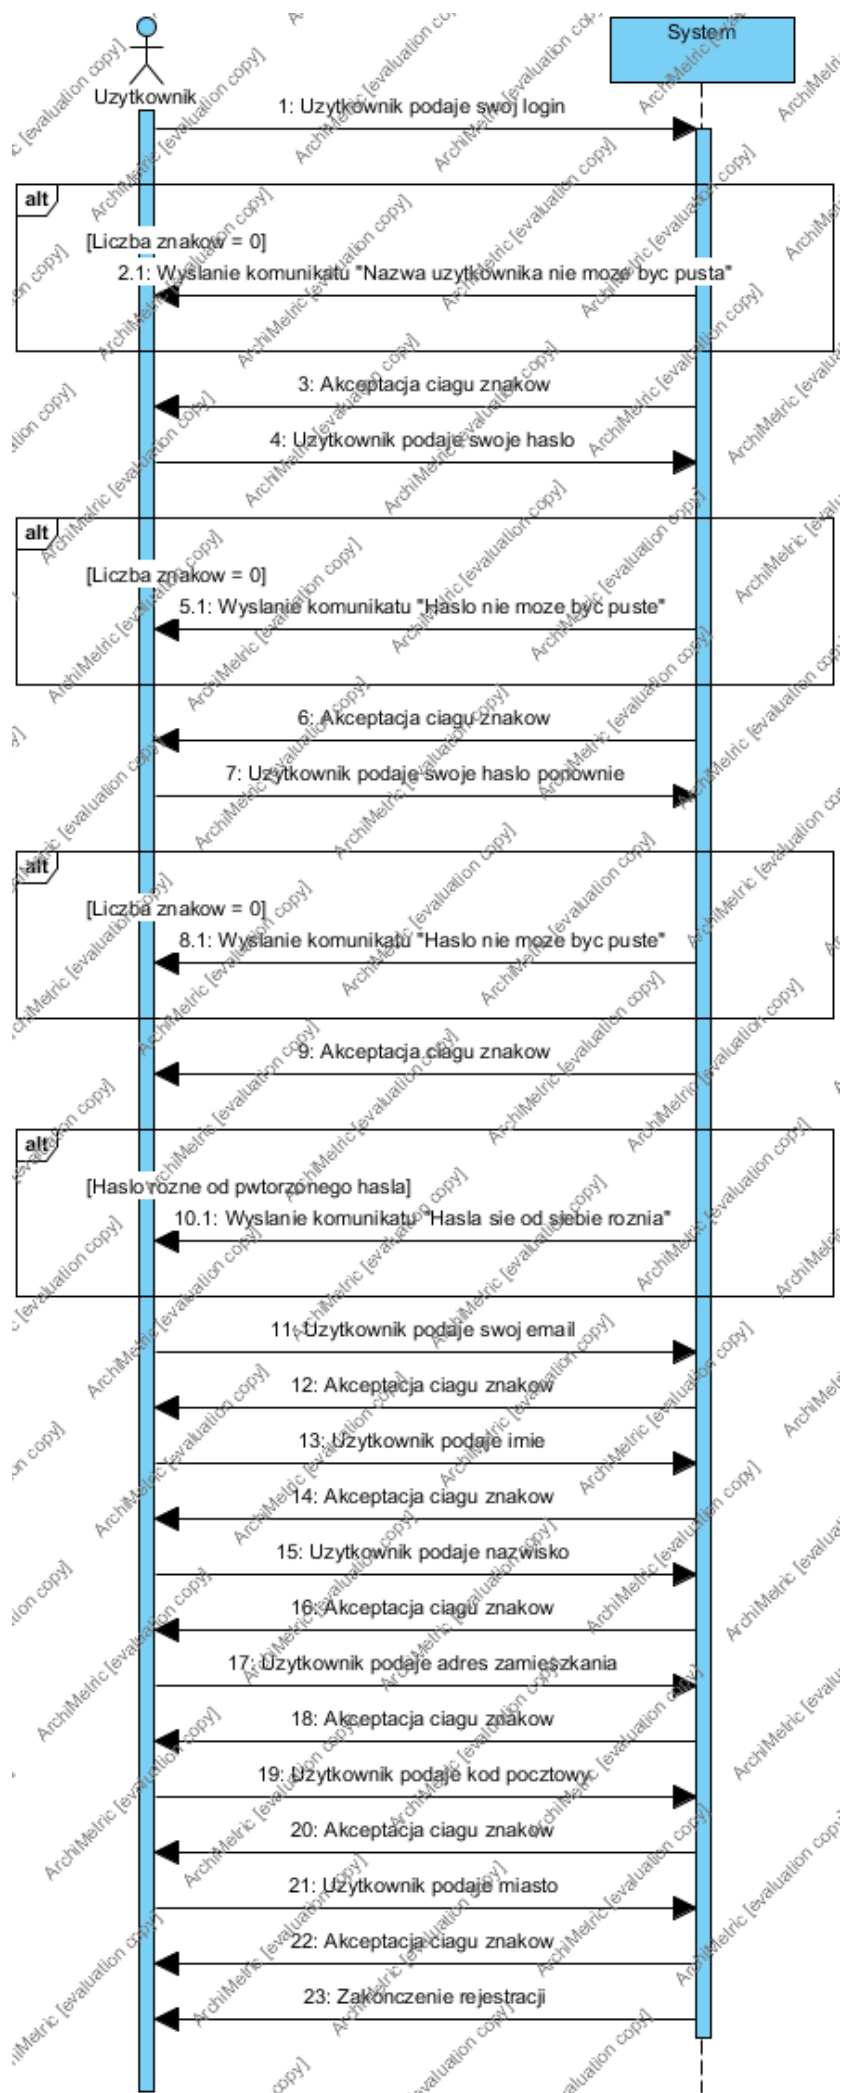 Uzytkownik
System
1: Uzytkownik podaje swoj login
alt
[Liczba znakow = 0]
2.1: Wyslanie komunikatu "Nazwa uzytkownika nie moze byc pusta"
3: Akceptacja ciagu znakow
4: Uzytkownik podaje swoje haslo
alt
[Liczba znakow = 0]
5.1: Wyslanie komunikatu "Haslo nie moze byc puste"
6: Akceptacja ciagu znakow
7: Uzytkownik podaje swoje haslo ponownie
alt
[Liczba znakow = 0]
8.1: Wyslanie komunikatu "Haslo nie moze byc puste"
9: Akceptacja ciagu znakow
alt
[Haslo rozne od pwtorzonego hasla]
10.1: Wyslanie komunikatu "Hasla sie od siebie roznia"
11: Uzytkownik podaje swoj email
12: Akceptacja ciagu znakow
13: Uzytkownik podaje imie
14: Akceptacja ciagu znakow
15: Uzytkownik podaje nazwisko
16: Akceptacja ciagu znakow
17: Uzytkownik podaje adres zamieszkania
18: Akceptacja ciagu znakow
19: Uzytkownik podaje kod pocztowy
20: Akceptacja ciagu znakow
21: Uzytkownik podaje miasto
22: Akceptacja ciagu znakow
23: Zakonczenie rejestracji
ArchiMetric [evaluation copy]